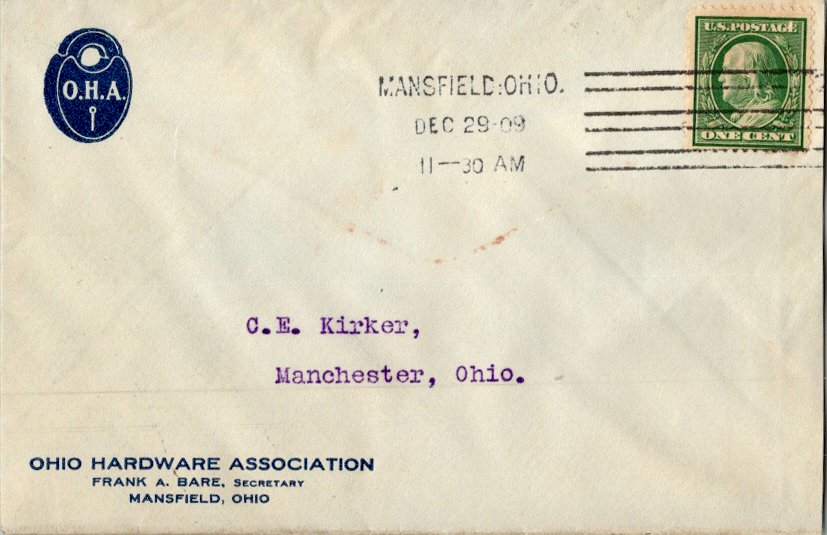 O.H.A.
MANSFIELD:OHIO.
DEC 29-09
11-30 AM
U.S.POSTAGE
ONE CENT
C.E. Kirker,
Manchester, Ohio.
OHIO HARDWARE ASSOCIATION
FRANK A. BARE, SECRETARY
MANSFIELD, OHIO